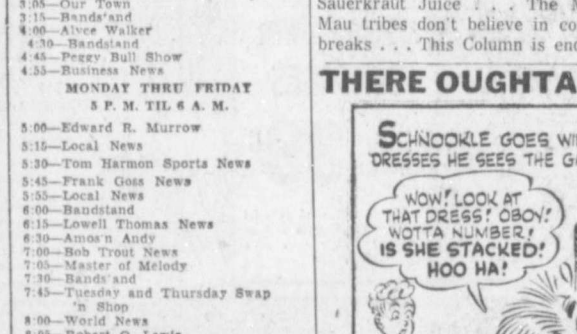 3:05—Our Town
3:15—Bands'and
4:00—Alyce Walker
4:30—Bandstand
4:45—Peggy Bull Show
4:55—Business News
MONDAY THRU FRIDAY
5 P. M. TIL 6 A. M.
5:00—Edward R. Murrow
5:15—Local News
5:30—Tom Harmon Sports News
5:45—Frank Goss News
5:55—Local News
6:00—Bandstand
6:15—Lowell Thomas News
6:30—Amos'n Andy
7:00—Bob Trout News
7:05—Master of Melody
7:30—Bands'and
7:45—Tuesday and Thursday Swap
'n Shop
8:00—World News
Sauerkraut Juice . . . The M
Mau tribes don't believe in co
breaks . . . This Column is end
THERE OUGHTA
SCHNOOKLE GOES WI
DRESSES HE SEES THE G
WOW! LOOK AT
THAT DRESS! OBOY!
WOTTA NUMBER!
IS SHE STACKED!
HOO HA!